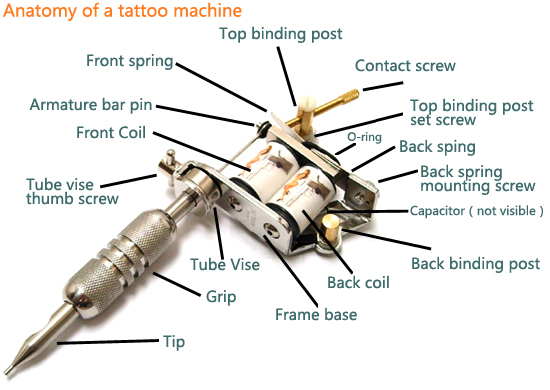 Anatomy of a tattoo machine
Top binding post
Front spring
Contact screw
Armature bar pin
Top binding post
set screw
Front Coil
O-ring
Back sping
Tube vise
thumb screw
Back spring
mounting screw
Capacitor ( not visible )
Tube Vise
Back binding post
Back coil
Grip
Frame base
Tip